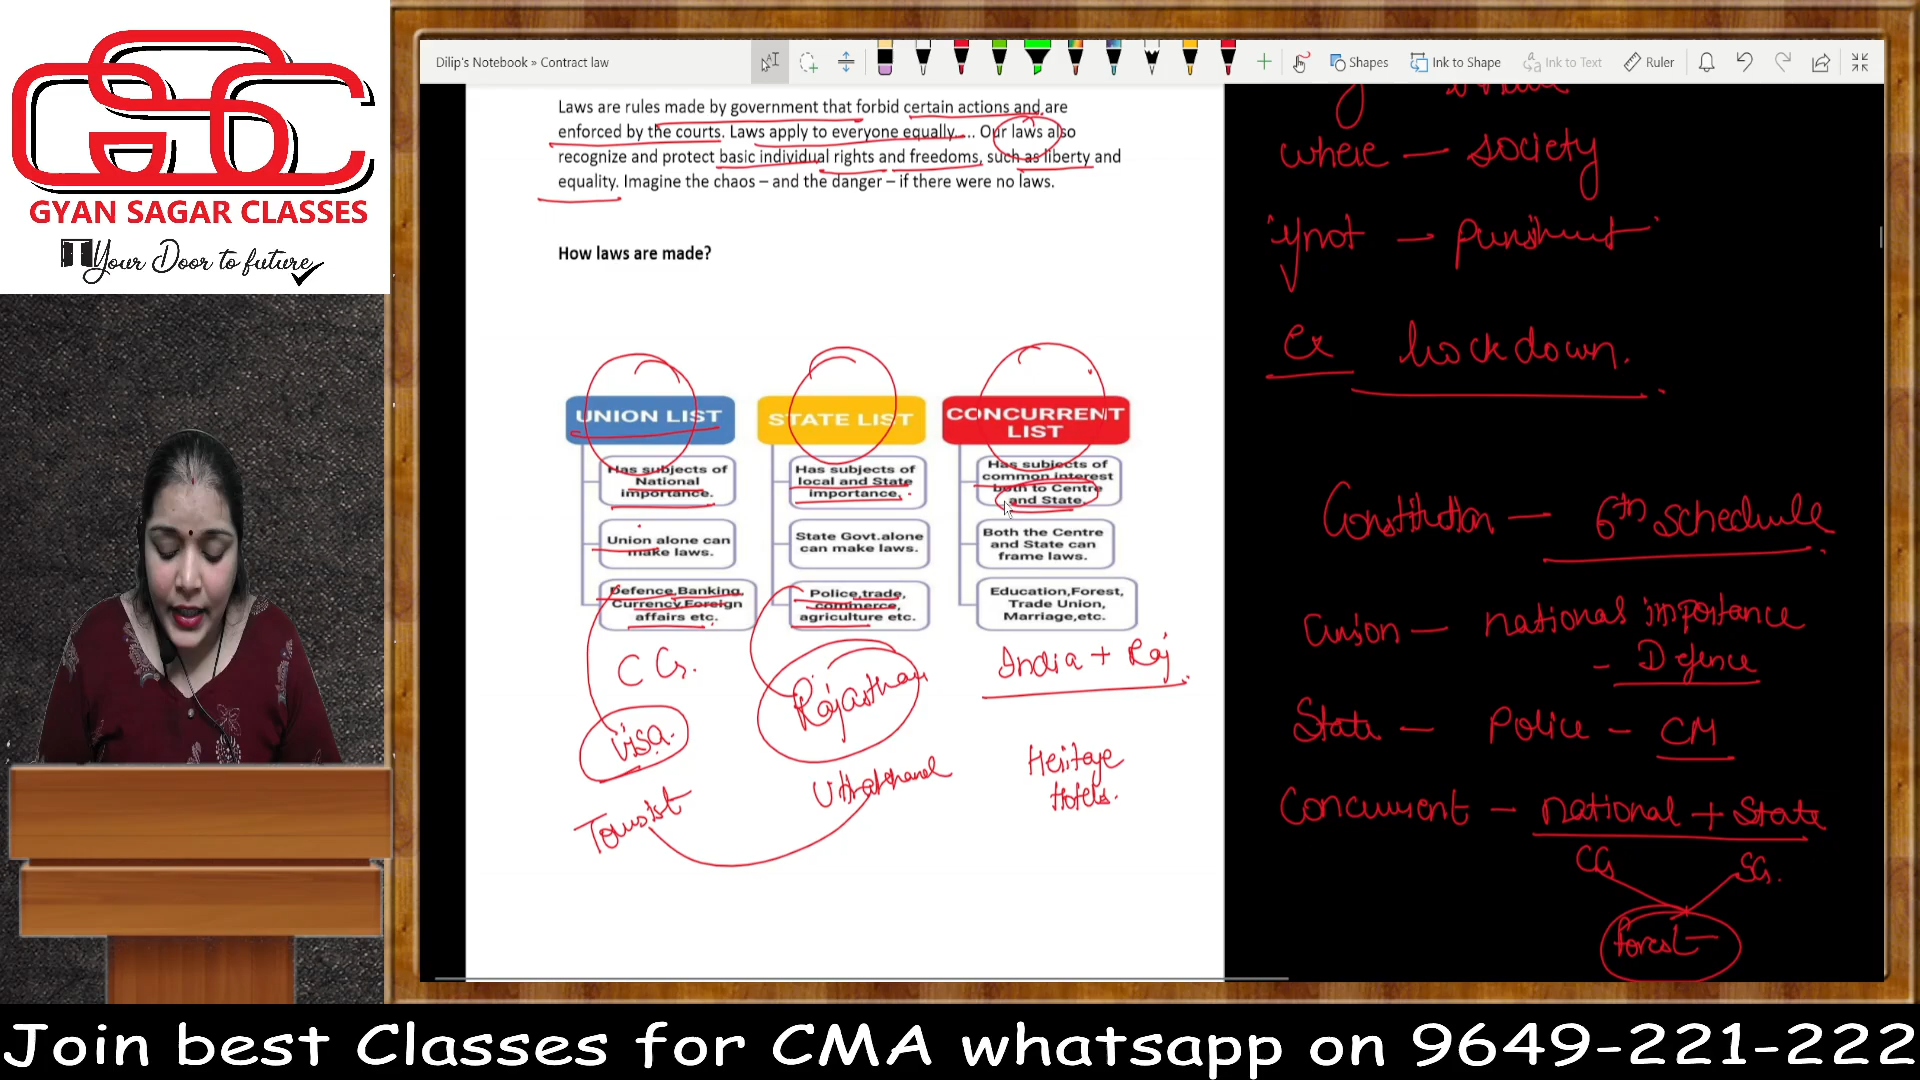 GSC
GYAN SAGAR CLASSES
Your Door to future
Dilip's Notebook » Contract law
Shapes
Ink to Shape
Ink to Text
Ruler
Laws are rules made by government that forbid certain actions and are
enforced by the courts. Laws apply to everyone equally.... Our laws also
recognize and protect basic individual rights and freedoms, such as liberty and
equality. Imagine the chaos – and the danger – if there were no laws.
How laws are made?
UNION LIST
Has subjects of
National
importance.
Union alone can
make laws.
Defence,Banking,
Currency,Foreign
affairs etc.
CG.
Visa.
Tourist
STATE LIST
Has subjects of
local and State
importance,
State Govt.alone
can make laws.
Police,trade,
commerce,
agriculture etc.
Rajasthan
CONCURRENT
LIST
Has subjects of
common interest
both to Centre
and State.
Both the Centre
and State can
frame laws.
Education,Forest,
Trade Union,
Marriage,etc.
India + Raj
Heritage
Hotels.
where — society
ex lockdown.
Constitution — 6th schedule
Union — national importance
- Defence
State — Police - CM
Concurrent — national + State
CG SG.
forest
Join best Classes for CMA whatsapp on 9649-221-222